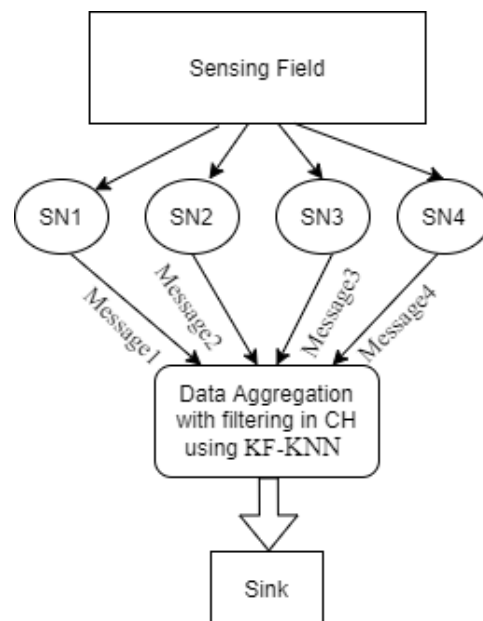 Sensing Field
SN1
SN2
SN3
SN4
Message1
Message2
Message3
Message4
Data Aggregation
with filtering in CH
using KF-KNN
Sink